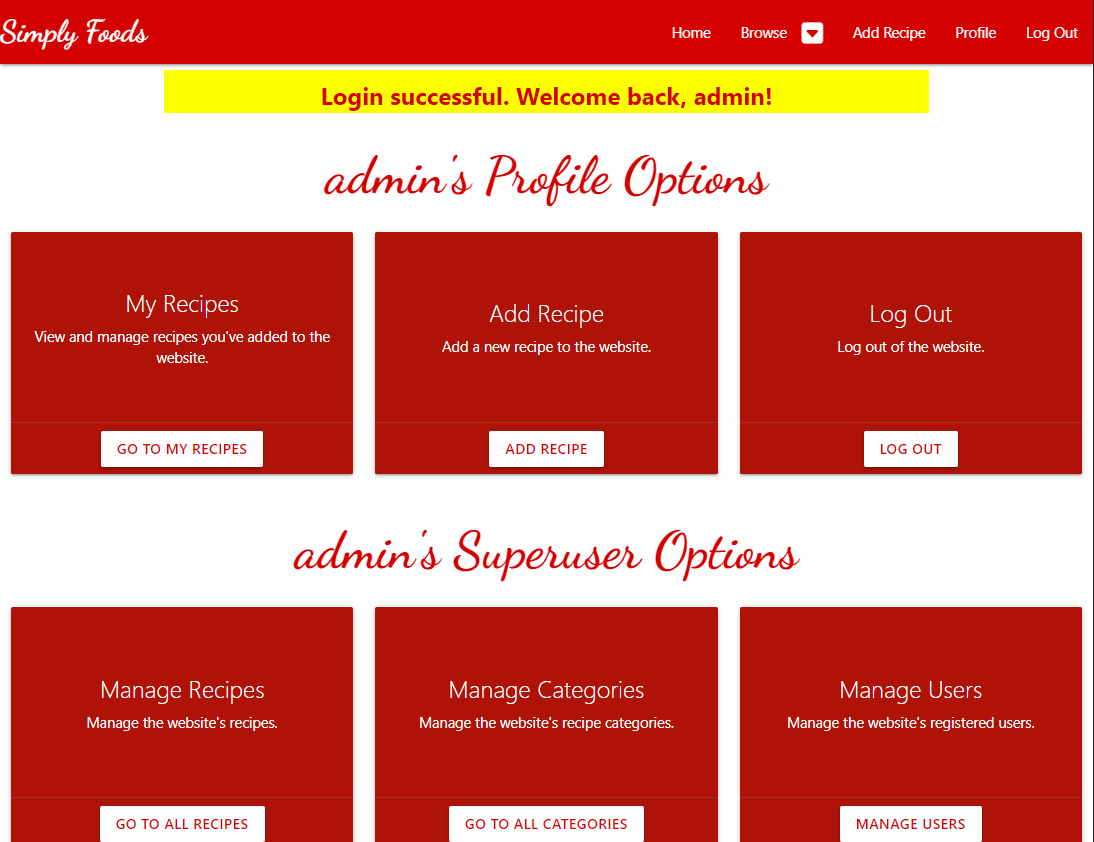 Simply Foods
Home Browse Add Recipe Profile Log Out
Login successful. Welcome back, admin!
admin's Profile Options
My Recipes
View and manage recipes you've added to the
website.
GO TO MY RECIPES
Add Recipe
Add a new recipe to the website.
ADD RECIPE
Log Out
Log out of the website.
LOG OUT
admin's Superuser Options
Manage Recipes
Manage the website's recipes.
GO TO ALL RECIPES
Manage Categories
Manage the website's recipe categories.
GO TO ALL CATEGORIES
Manage Users
Manage the website's registered users.
MANAGE USERS